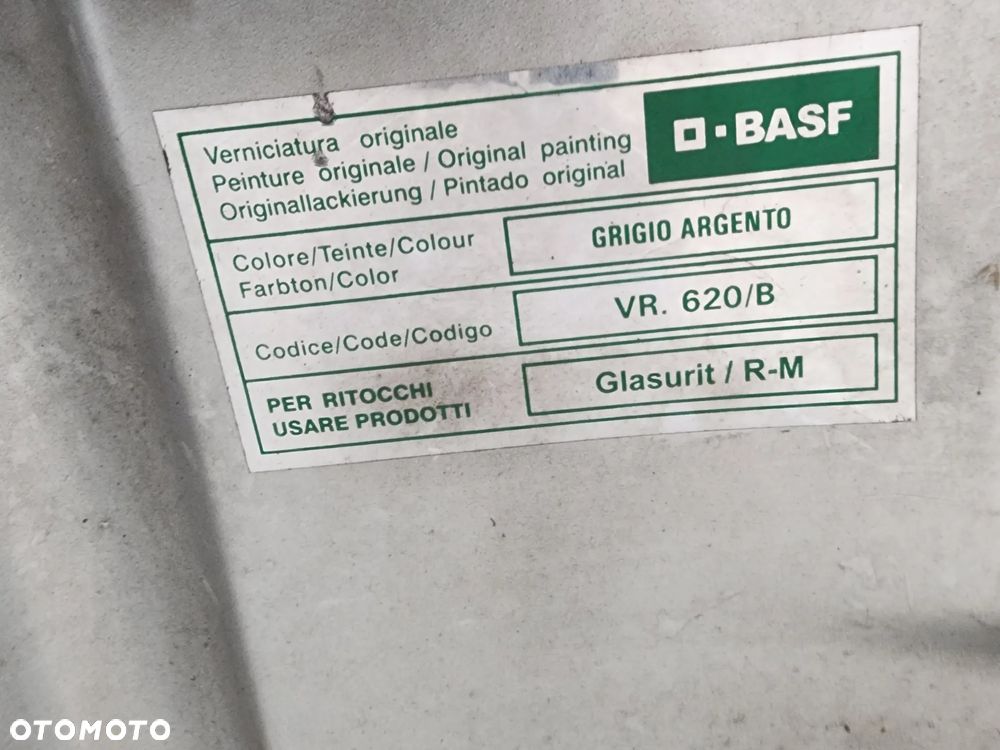 Verniciatura originale
Peinture originale / Original painting
Originallackierung / Pintado original
BASF
Colore/Teinte/Colour
Farbton/Color
GRIGIO ARGENTO
Codice/Code/Codigo
VR. 620/B
PER RITOCCHI
USARE PRODOTTI
Glasurit / R-M
OTOMOTO